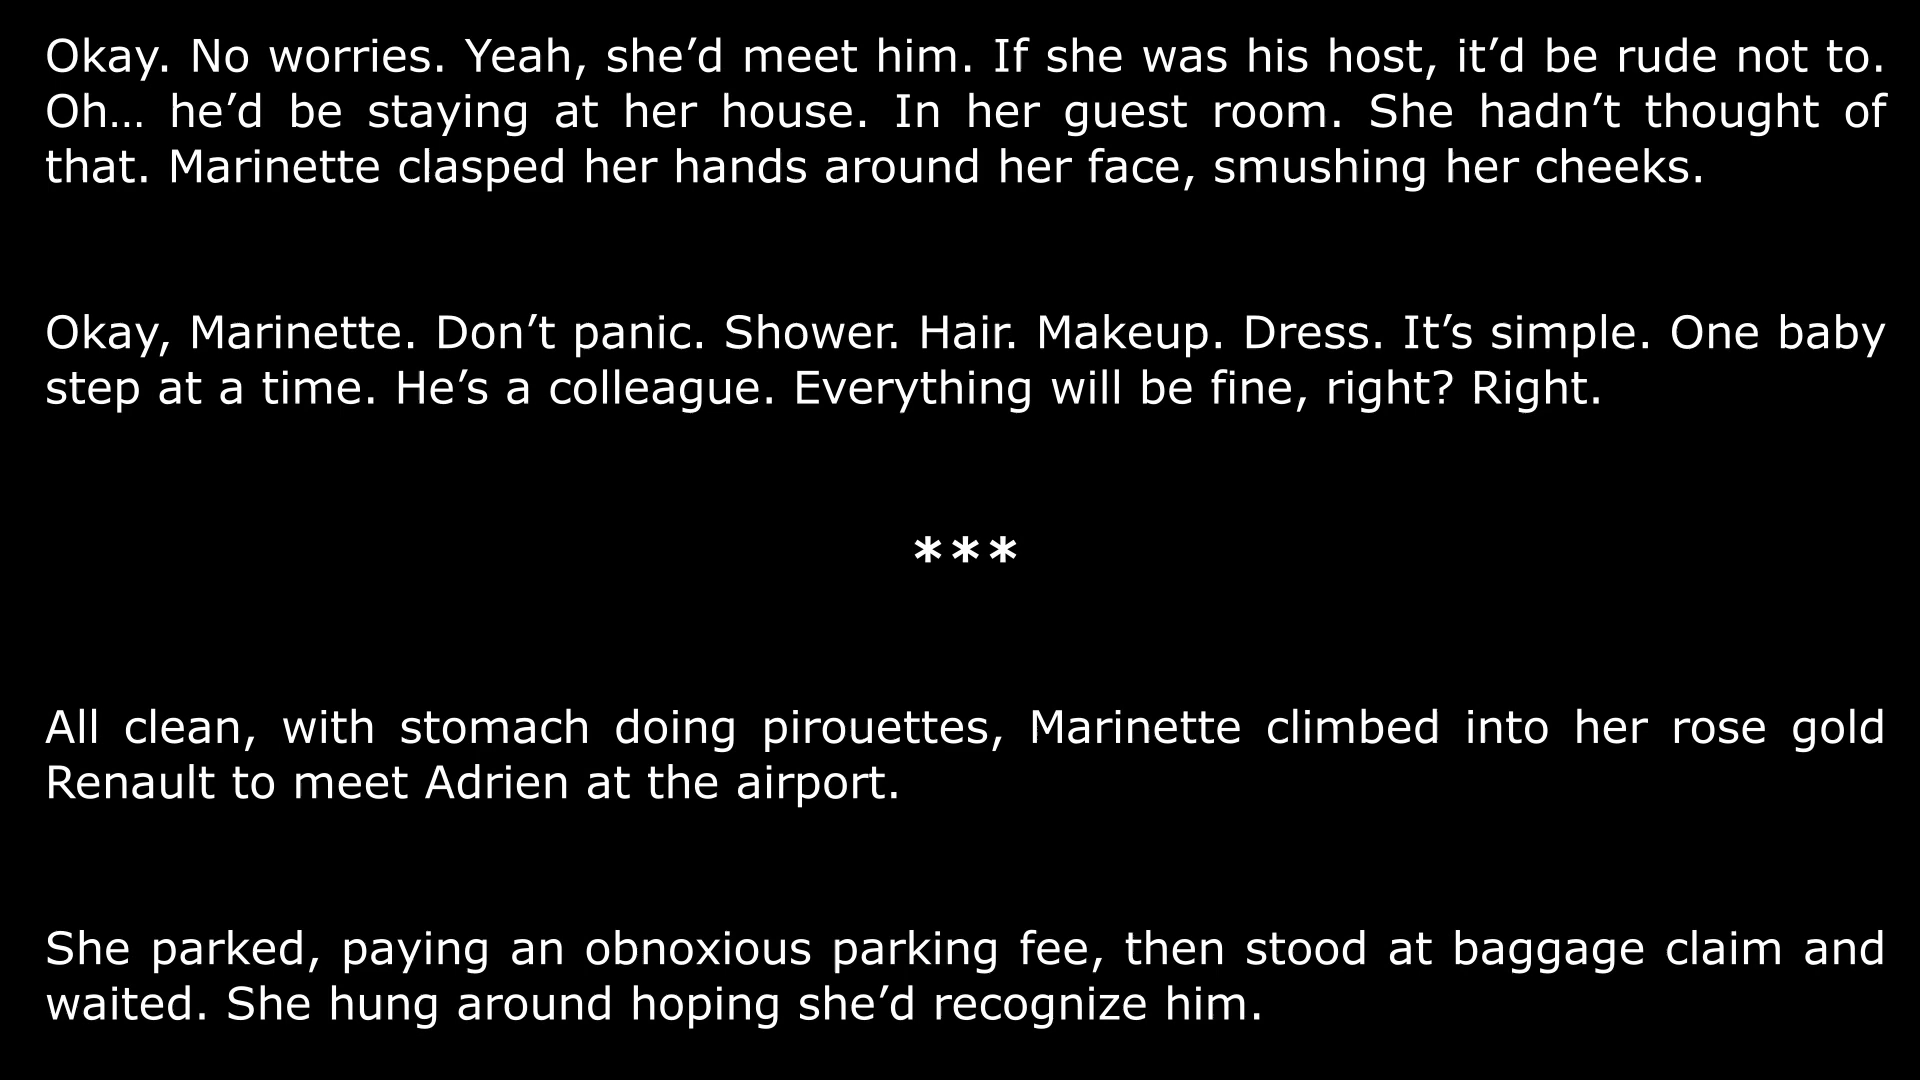 Okay. No worries. Yeah, she’d meet him. If she was his host, it’d be rude not to.
Oh… he’d be staying at her house. In her guest room. She hadn’t thought of
that. Marinette clasped her hands around her face, smushing her cheeks.
Okay, Marinette. Don’t panic. Shower. Hair. Makeup. Dress. It’s simple. One baby
step at a time. He’s a colleague. Everything will be fine, right? Right.
***
All clean, with stomach doing pirouettes, Marinette climbed into her rose gold
Renault to meet Adrien at the airport.
She parked, paying an obnoxious parking fee, then stood at baggage claim and
waited. She hung around hoping she’d recognize him.